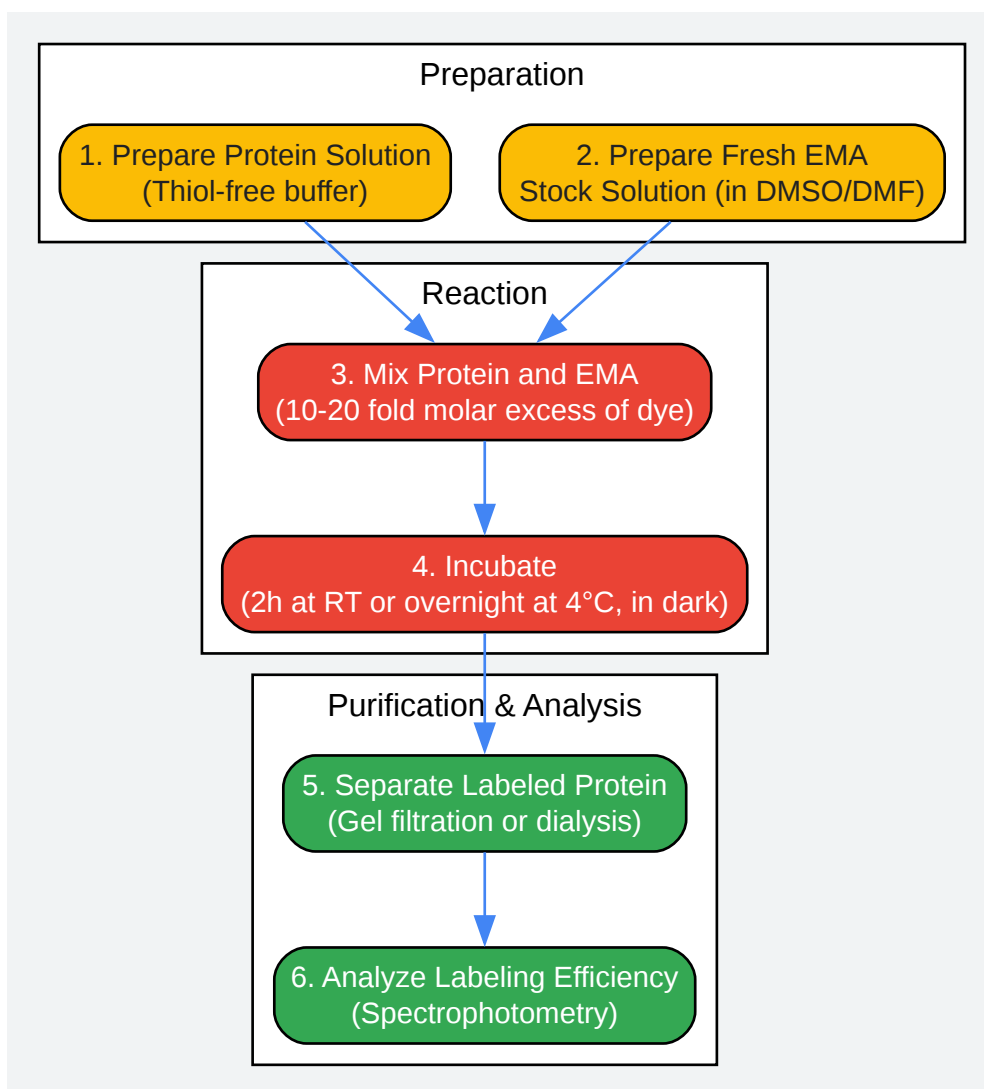 Preparation
1. Prepare Protein Solution
(Thiol-free buffer)
2. Prepare Fresh EMA
Stock Solution (in DMSO/DMF)
Reaction
3. Mix Protein and EMA
(10-20 fold molar excess of dye)
4. Incubate
(2h at RT or overnight at 4°C, in dark)
Purification & Analysis
5. Separate Labeled Protein
(Gel filtration or dialysis)
6. Analyze Labeling Efficiency
(Spectrophotometry)